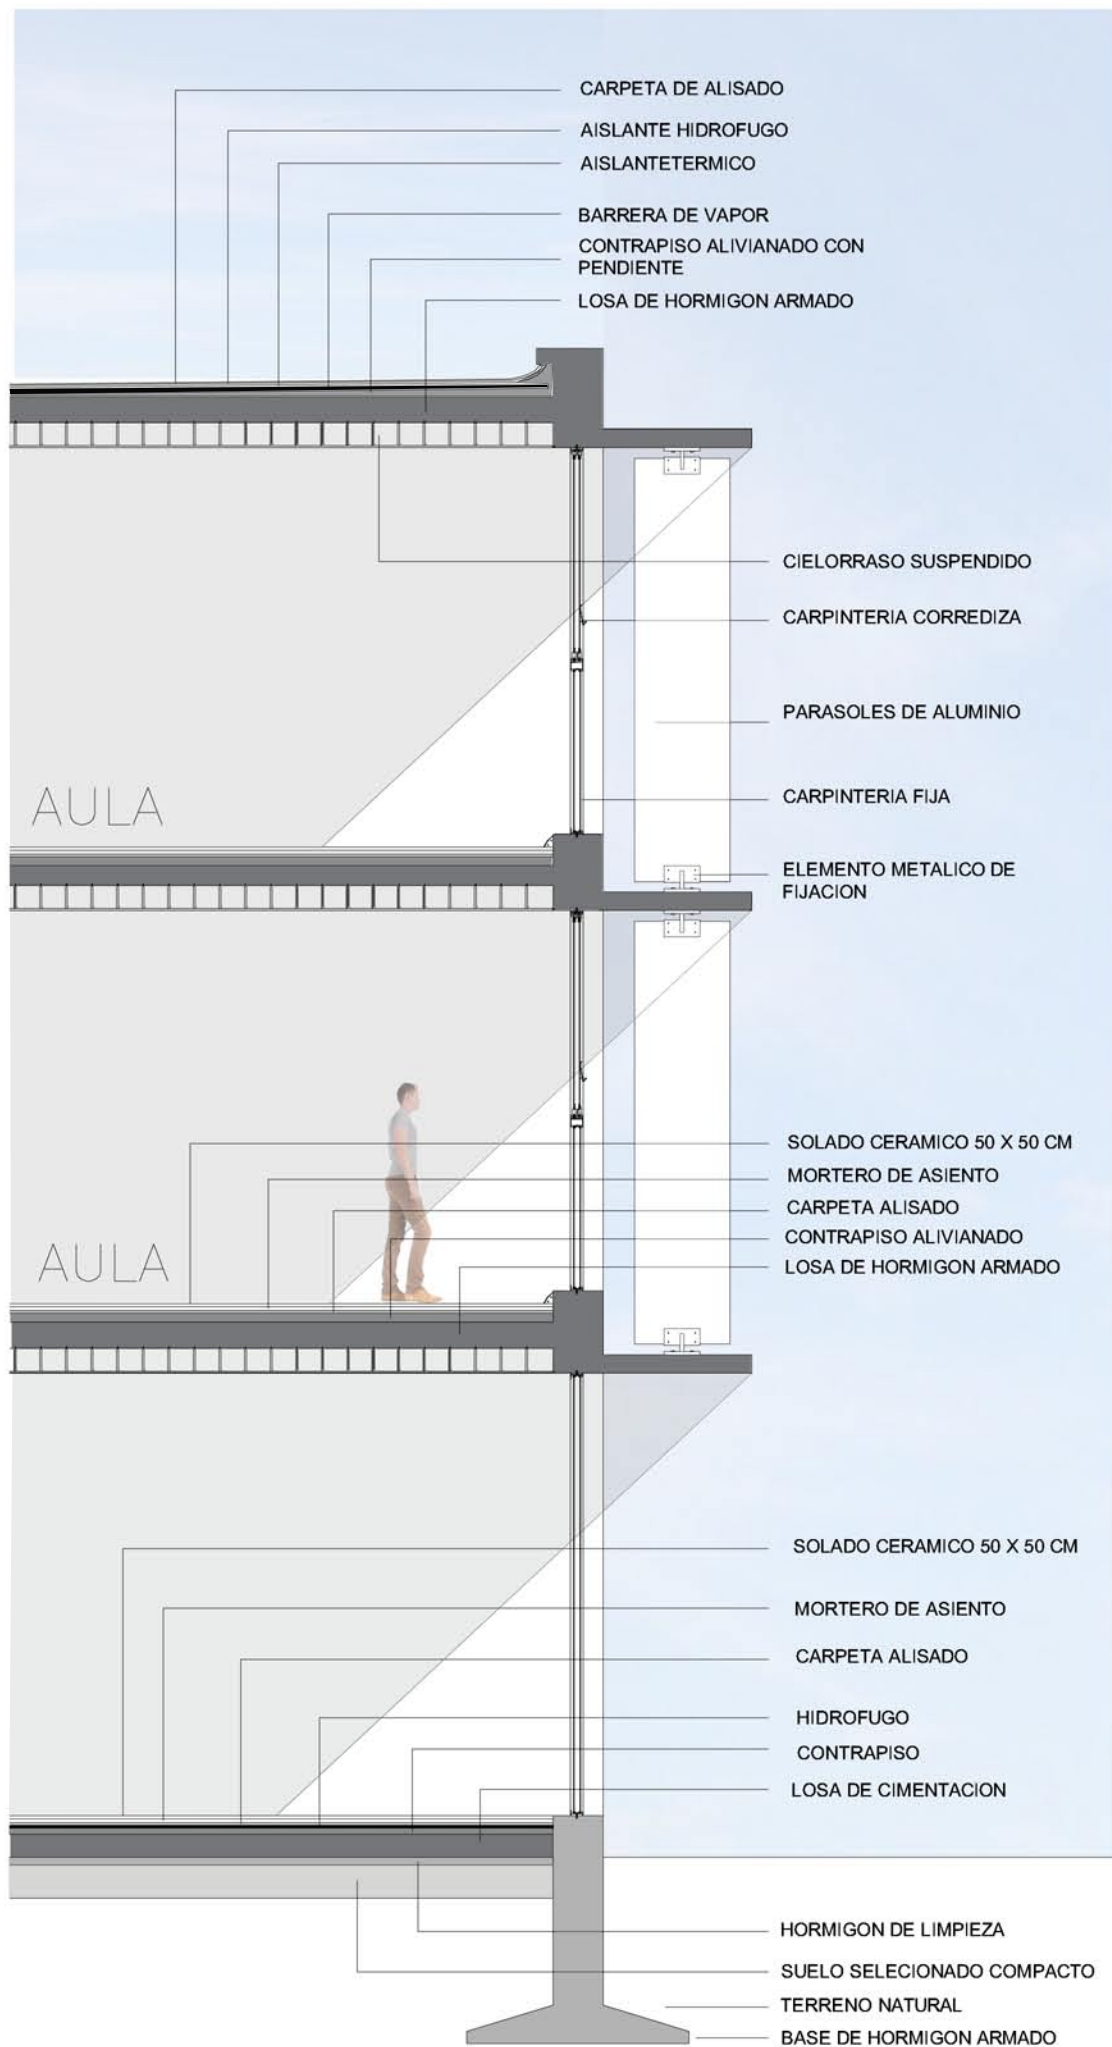 CARPETA DE ALISADO
AISLANTE HIDROFUGO
AISLANTETERMICO
BARRERA DE VAPOR
CONTRAPISO ALIVIANADO CON
PENDIENTE
LOSA DE HORMIGON ARMADO
CIELORRASO SUSPENDIDO
CARPINTERIA CORREDIZA
PARASOLES DE ALUMINIO
CARPINTERIA FIJA
AULA
ELEMENTO METALICO DE
FIJACION
SOLADO CERAMICO 50 X 50 CM
MORTERO DE ASIENTO
CARPETA ALISADO
CONTRAPISO ALIVIANADO
LOSA DE HORMIGON ARMADO
AULA
SOLADO CERAMICO 50 X 50 CM
MORTERO DE ASIENTO
CARPETA ALISADO
HIDROFUGO
CONTRAPISO
LOSA DE CIMENTACION
HORMIGON DE LIMPIEZA
SUELO SELECIONADO COMPACTO
TERRENO NATURAL
BASE DE HORMIGON ARMADO